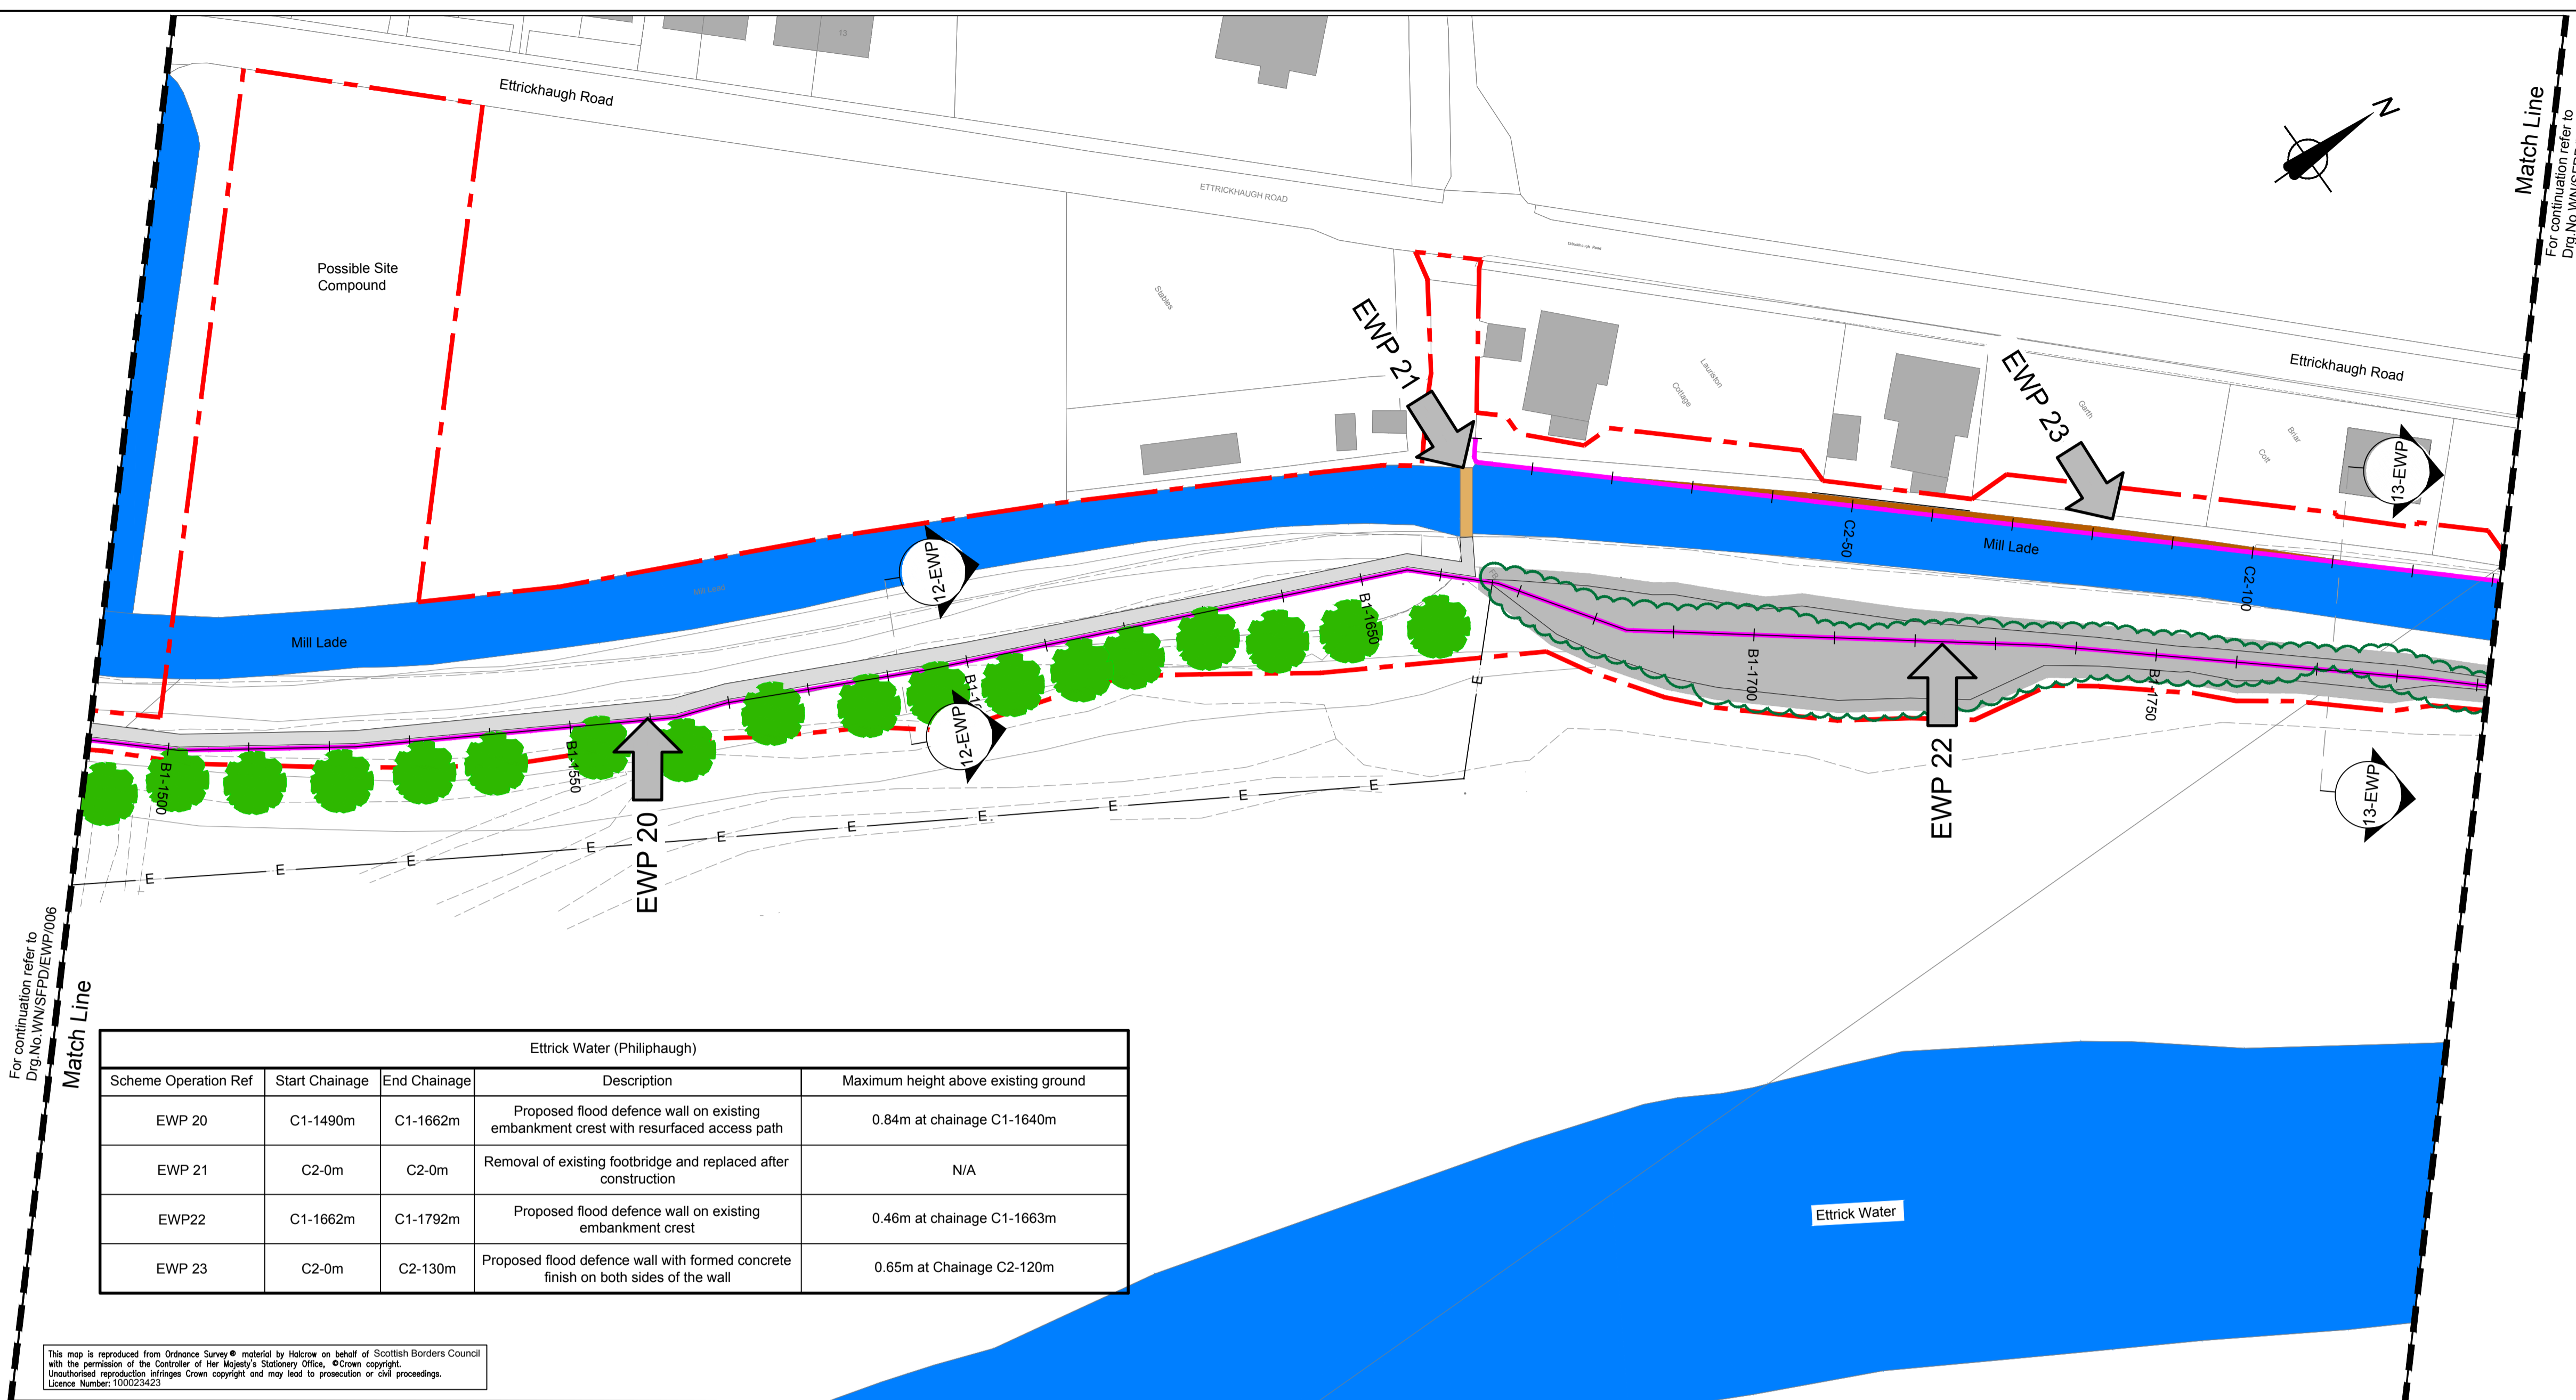 13
Ettrickhaugh Road
ETTRICKHAUGH ROAD
Ettrickhaugh Road
Ettrickhaugh Road
N
Match Line
For continuation refer to
Possible Site
Compound
Stables
EWP 21
Lauriston
Cottage
EWP 23
Garth
Briar
Cott
13-EWP
12-EWP
Mill Lade
Mill Lade
Mill Lade
C2-50
C2-100
B1-1500
B1-1550
B1-1650
B1-1700
B1-1750
12-EWP
13-EWP
EWP 20
EWP 22
E
E
E
E
E
E
E
E
E
E
E
For continuation refer to
Drg.No.WN/SFPD/EWP/006
Match Line
Ettrick Water
Ettrick Water (Philiphaugh)
Scheme Operation Ref Start Chainage End Chainage Description Maximum height above existing ground
EWP 20 C1-1490m C1-1662m Proposed flood defence wall on existing
embankment crest with resurfaced access path 0.84m at chainage C1-1640m
EWP 21 C2-0m C2-0m Removal of existing footbridge and replaced after
construction N/A
EWP22 C1-1662m C1-1792m Proposed flood defence wall on existing
embankment crest 0.46m at chainage C1-1663m
EWP 23 C2-0m C2-130m Proposed flood defence wall with formed concrete
finish on both sides of the wall 0.65m at Chainage C2-120m
This map is reproduced from Ordnance Survey © material by Halcrow on behalf of Scottish Borders Council
with the permission of the Controller of Her Majesty's Stationery Office, ©Crown copyright.
Unauthorised reproduction infringes Crown copyright and may lead to prosecution or civil proceedings.
Licence Number: 100023423